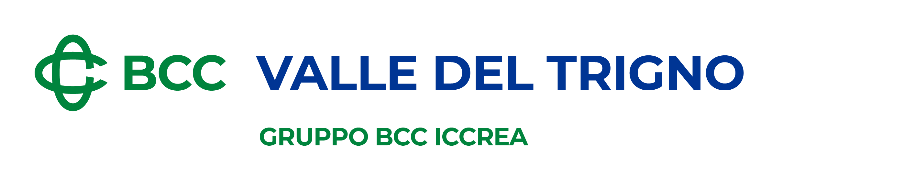 BCC VALLE DEL TRIGNO
GRUPPO BCC ICCREA